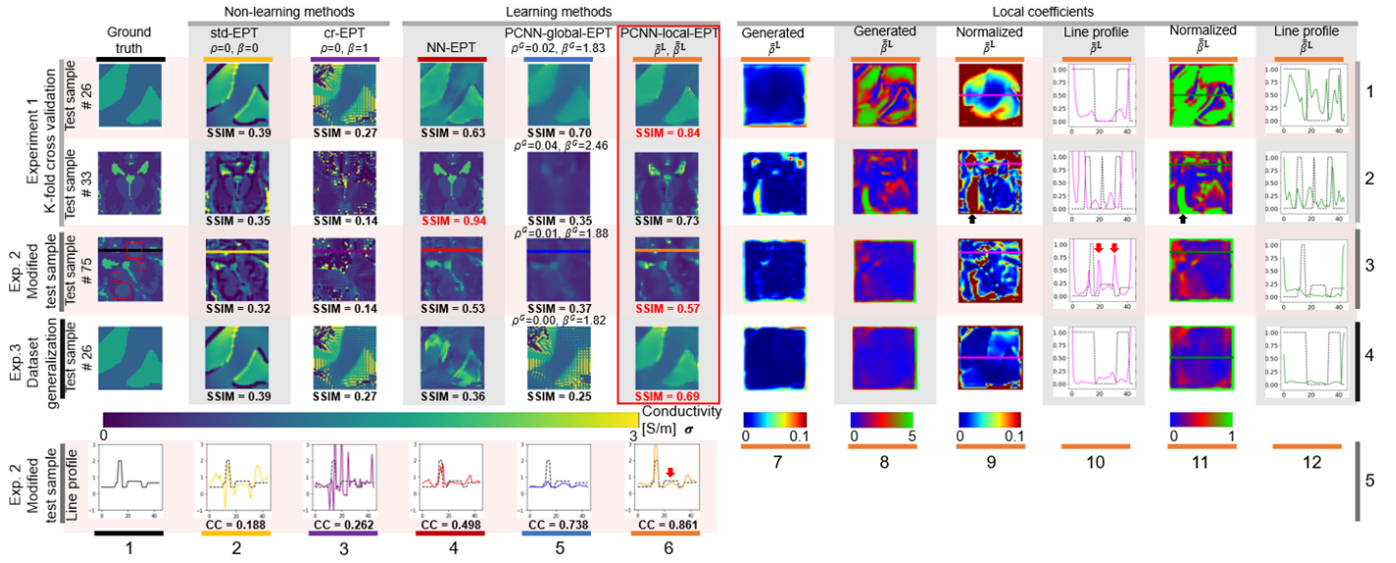 Non-learning methods
Learning methods
Local coefficients
Ground truth
std-EPT
ρ=0, β=0
cr-EPT
ρ=0, β=1
NN-EPT
PCNN-global-EPT
ρᴳ=0.02, βᴳ=1.83
PCNN-local-EPT
ρ̄ᴸ, β̄ᴸ
Generated
ρ̄ᴸ
Generated
β̄ᴸ
Normalized
Line profile
Normalized
Line profile
Experiment 1
K-fold cross validation
Test sample
# 26
SSIM = 0.39
SSIM = 0.27
SSIM = 0.63
SSIM = 0.70
SSIM = 0.84
1
ρᴳ=0.04, βᴳ=2.46
Test sample
# 33
SSIM = 0.35
SSIM = 0.14
SSIM = 0.94
SSIM = 0.35
SSIM = 0.73
2
ρᴳ=0.01, βᴳ=1.88
Exp. 2
Modified
test sample
Test sample
# 75
SSIM = 0.32
SSIM = 0.14
SSIM = 0.53
SSIM = 0.37
SSIM = 0.57
3
ρᴳ=0.00, βᴳ=1.82
Exp.3
Dataset
generalization
Test sample
# 26
SSIM = 0.39
SSIM = 0.27
SSIM = 0.36
SSIM = 0.25
SSIM = 0.69
4
0
3
Conductivity
[S/m] σ
0 0.1
0 5
0 0.1
0 1
7 8 9 10 11 12
Exp. 2
Modified
test sample
Line profile
CC = 0.188
CC = 0.262
CC = 0.498
CC = 0.738
CC = 0.861
5
1 2 3 4 5 6